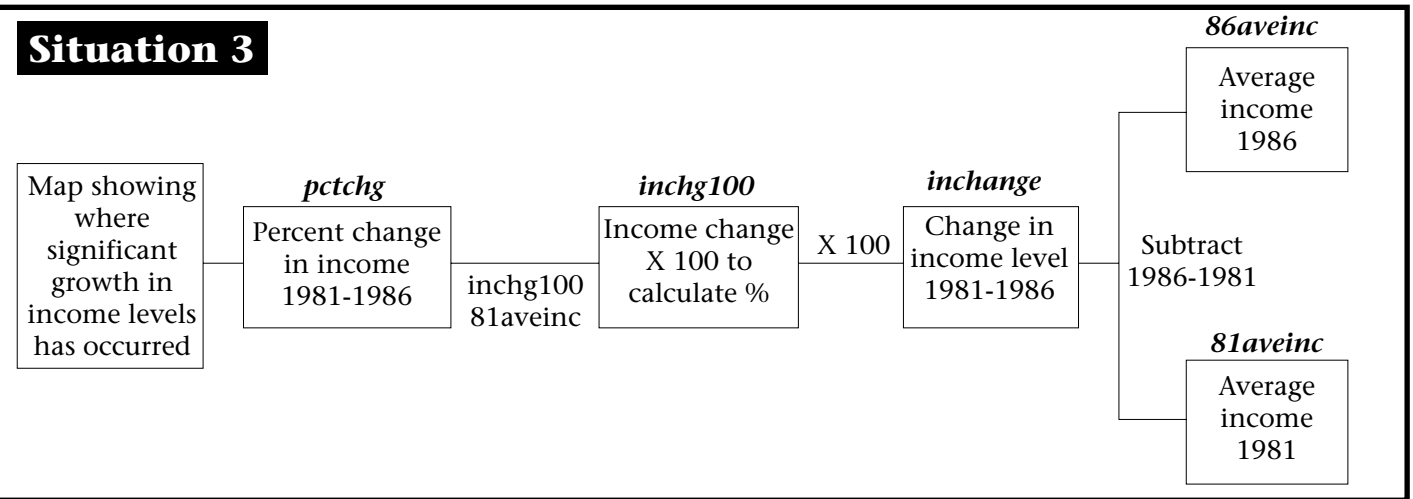 Situation 3
Map showing
where
significant
growth in
income levels
has occurred
pctchg
Percent change
in income
1981-1986
inchg100
81aveinc
inchg100
Income change
X 100 to
calculate %
X 100
inchange
Change in
income level
1981-1986
Subtract
1986-1981
86aveinc
Average
income
1986
81aveinc
Average
income
1981